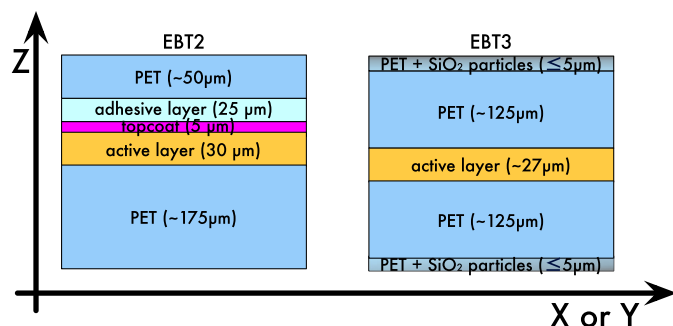 EBT2
EBT3
Z
PET (~50µm)
adhesive layer (25 µm)
topcoat (5 µm)
active layer (30 µm)
PET (~175µm)
PET + SiO₂ particles (≤5µm)
PET (~125µm)
active layer (~27µm)
PET (~125µm)
PET + SiO₂ particles (≤5µm)
X or Y